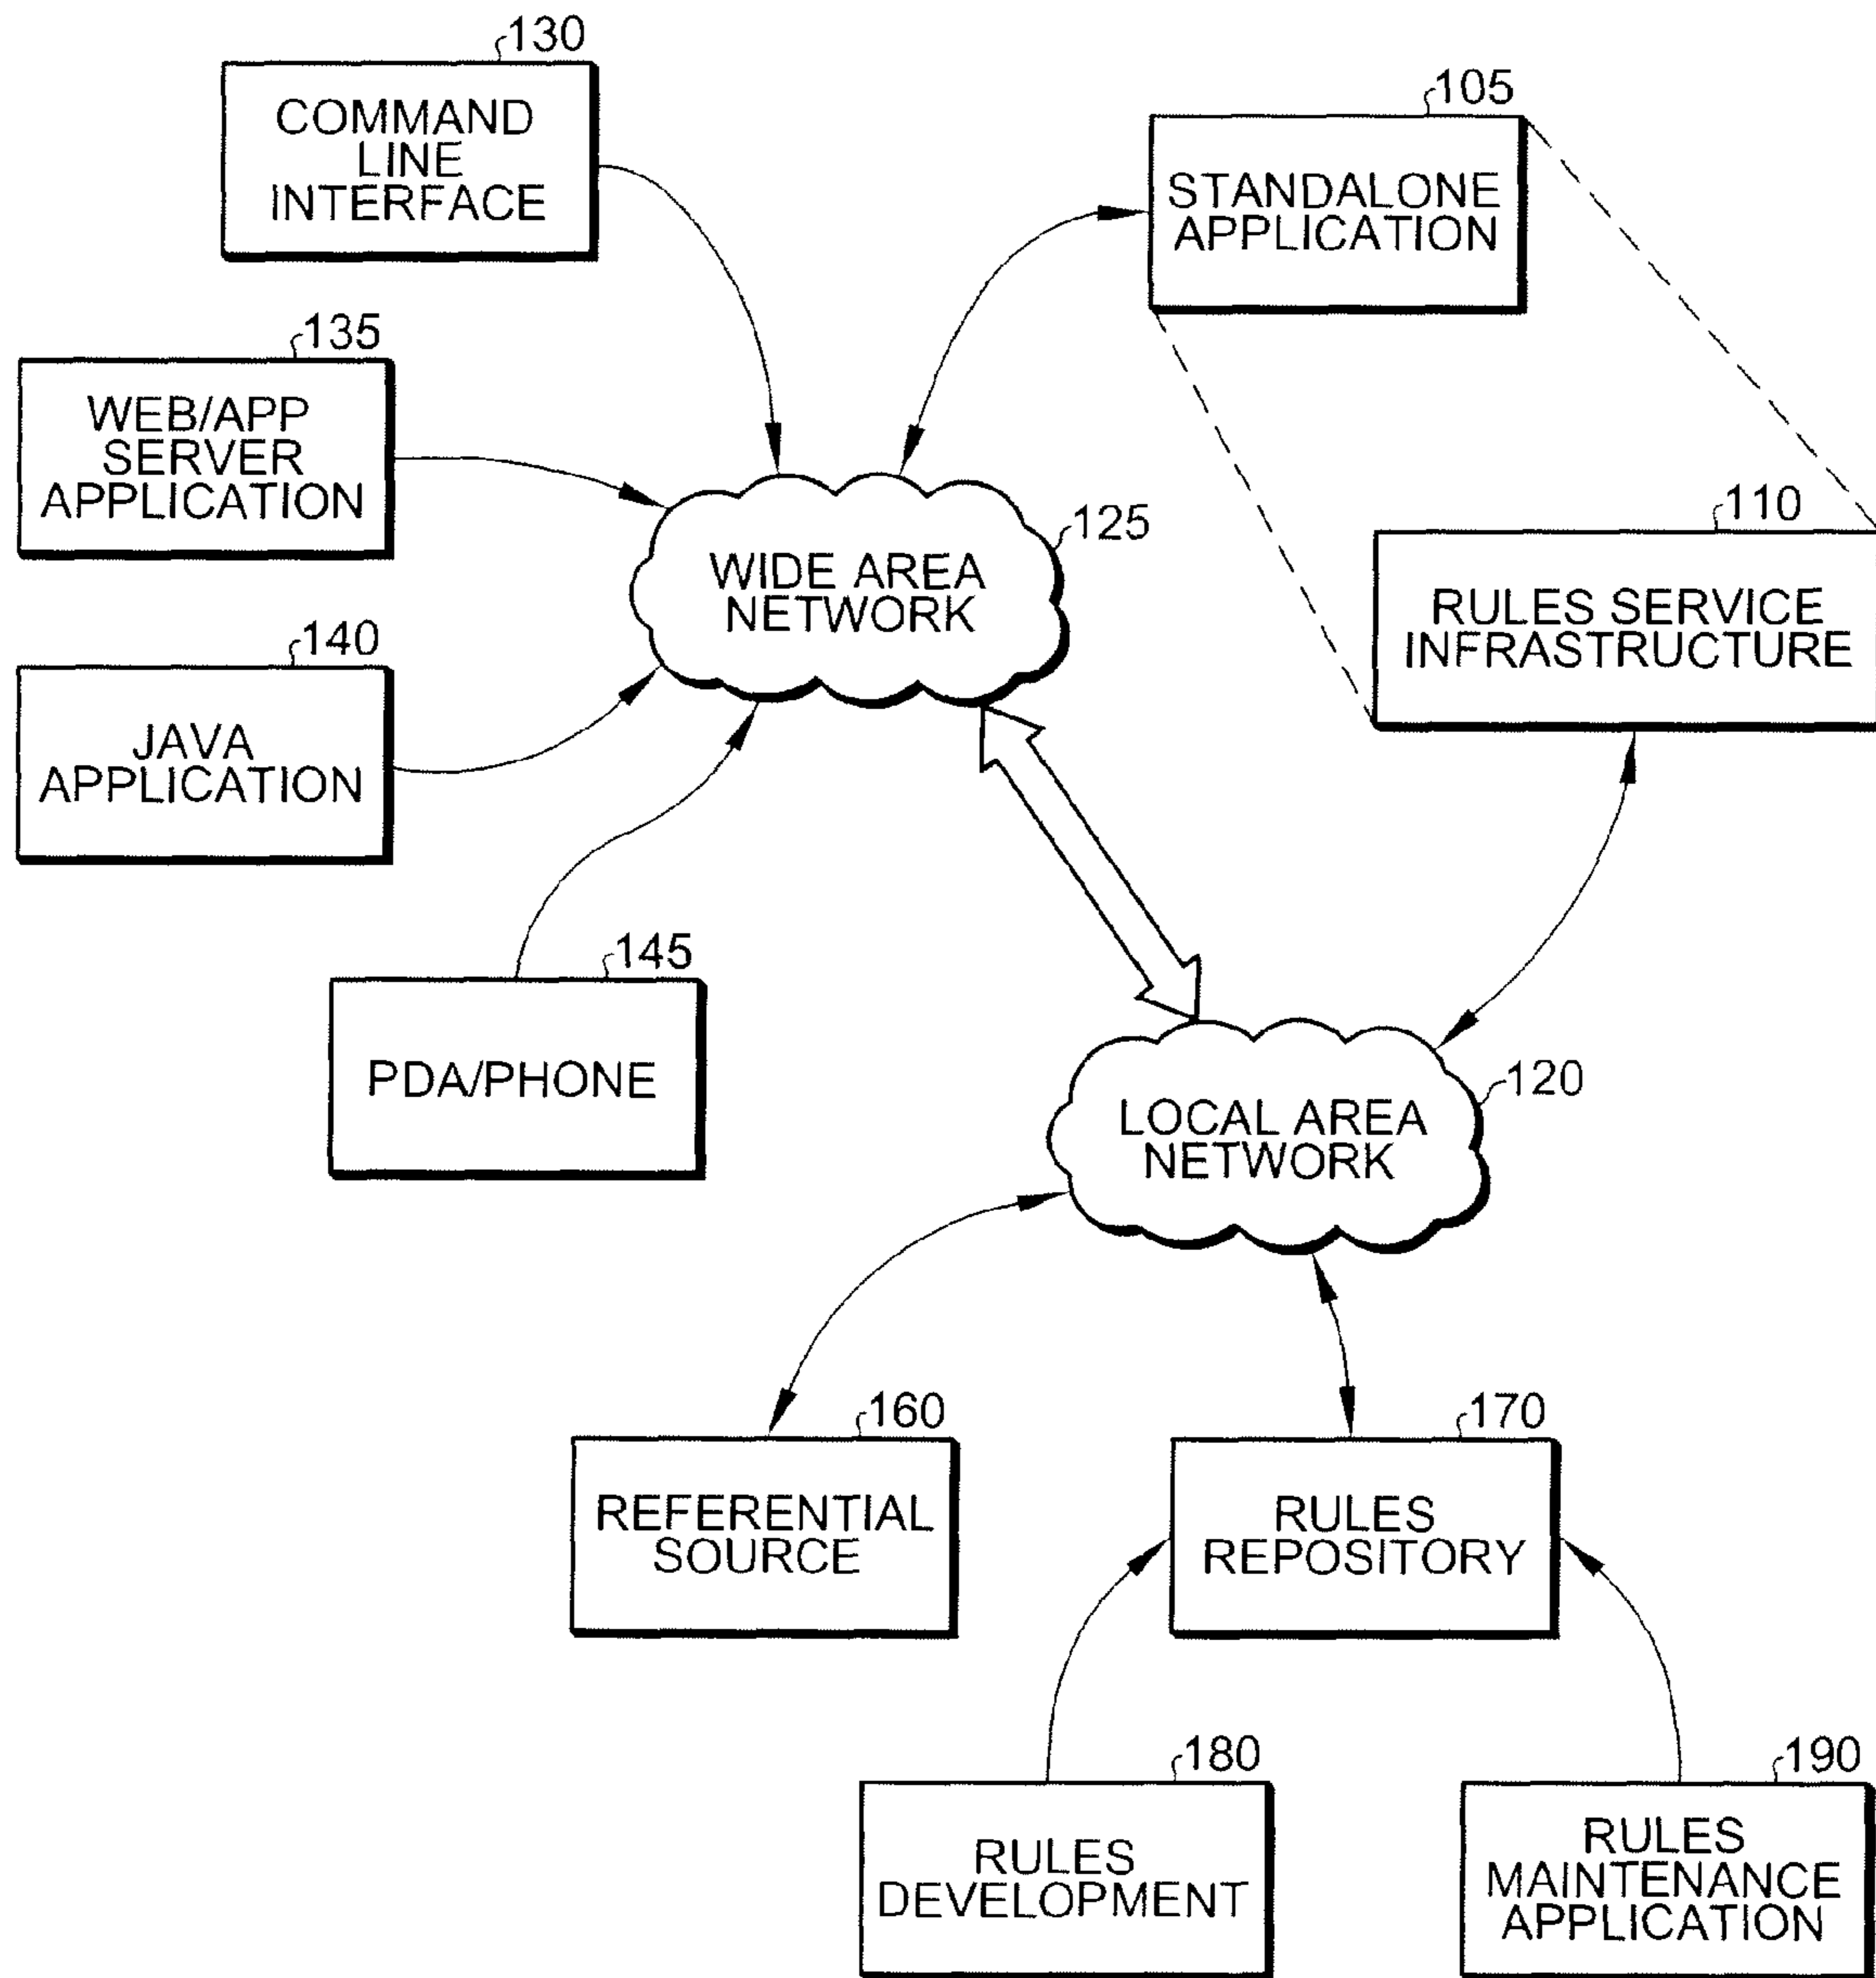 130
COMMAND
LINE
INTERFACE
105
STANDALONE
APPLICATION
135
WEB/APP
SERVER
APPLICATION
125
WIDE AREA
NETWORK
110
RULES SERVICE
INFRASTRUCTURE
140
JAVA
APPLICATION
145
PDA/PHONE
120
LOCAL AREA
NETWORK
160
REFERENTIAL
SOURCE
170
RULES
REPOSITORY
180
RULES
DEVELOPMENT
190
RULES
MAINTENANCE
APPLICATION